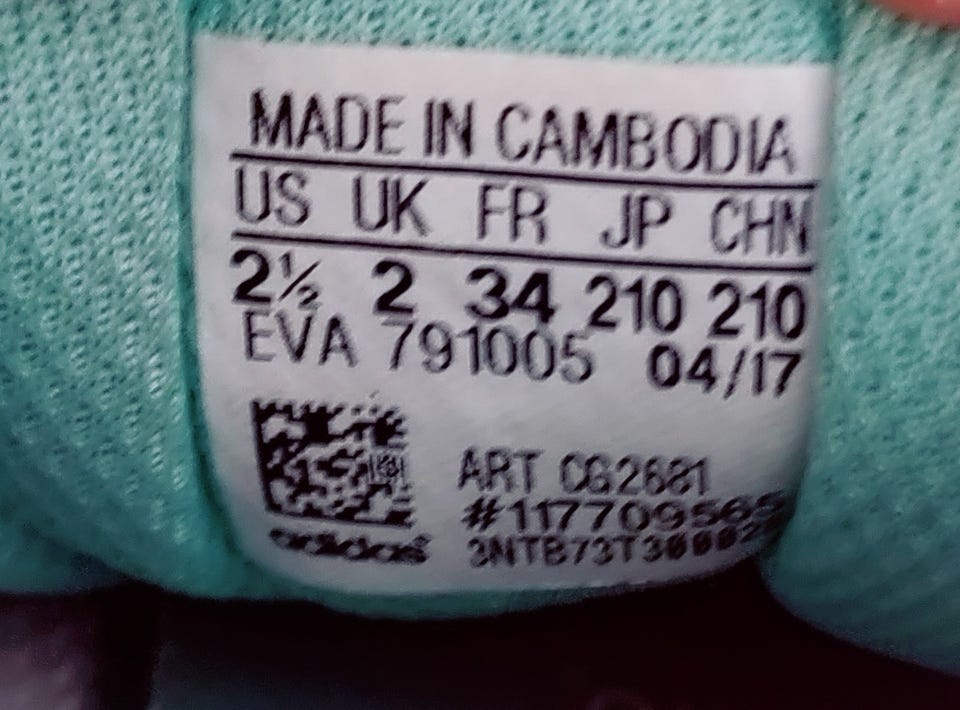 MADE IN CAMBODIA
US UK FR JP CHN
2½ 2 34 210 210
EVA 791005 04/17
ART CG2681
#1177709565
adidas